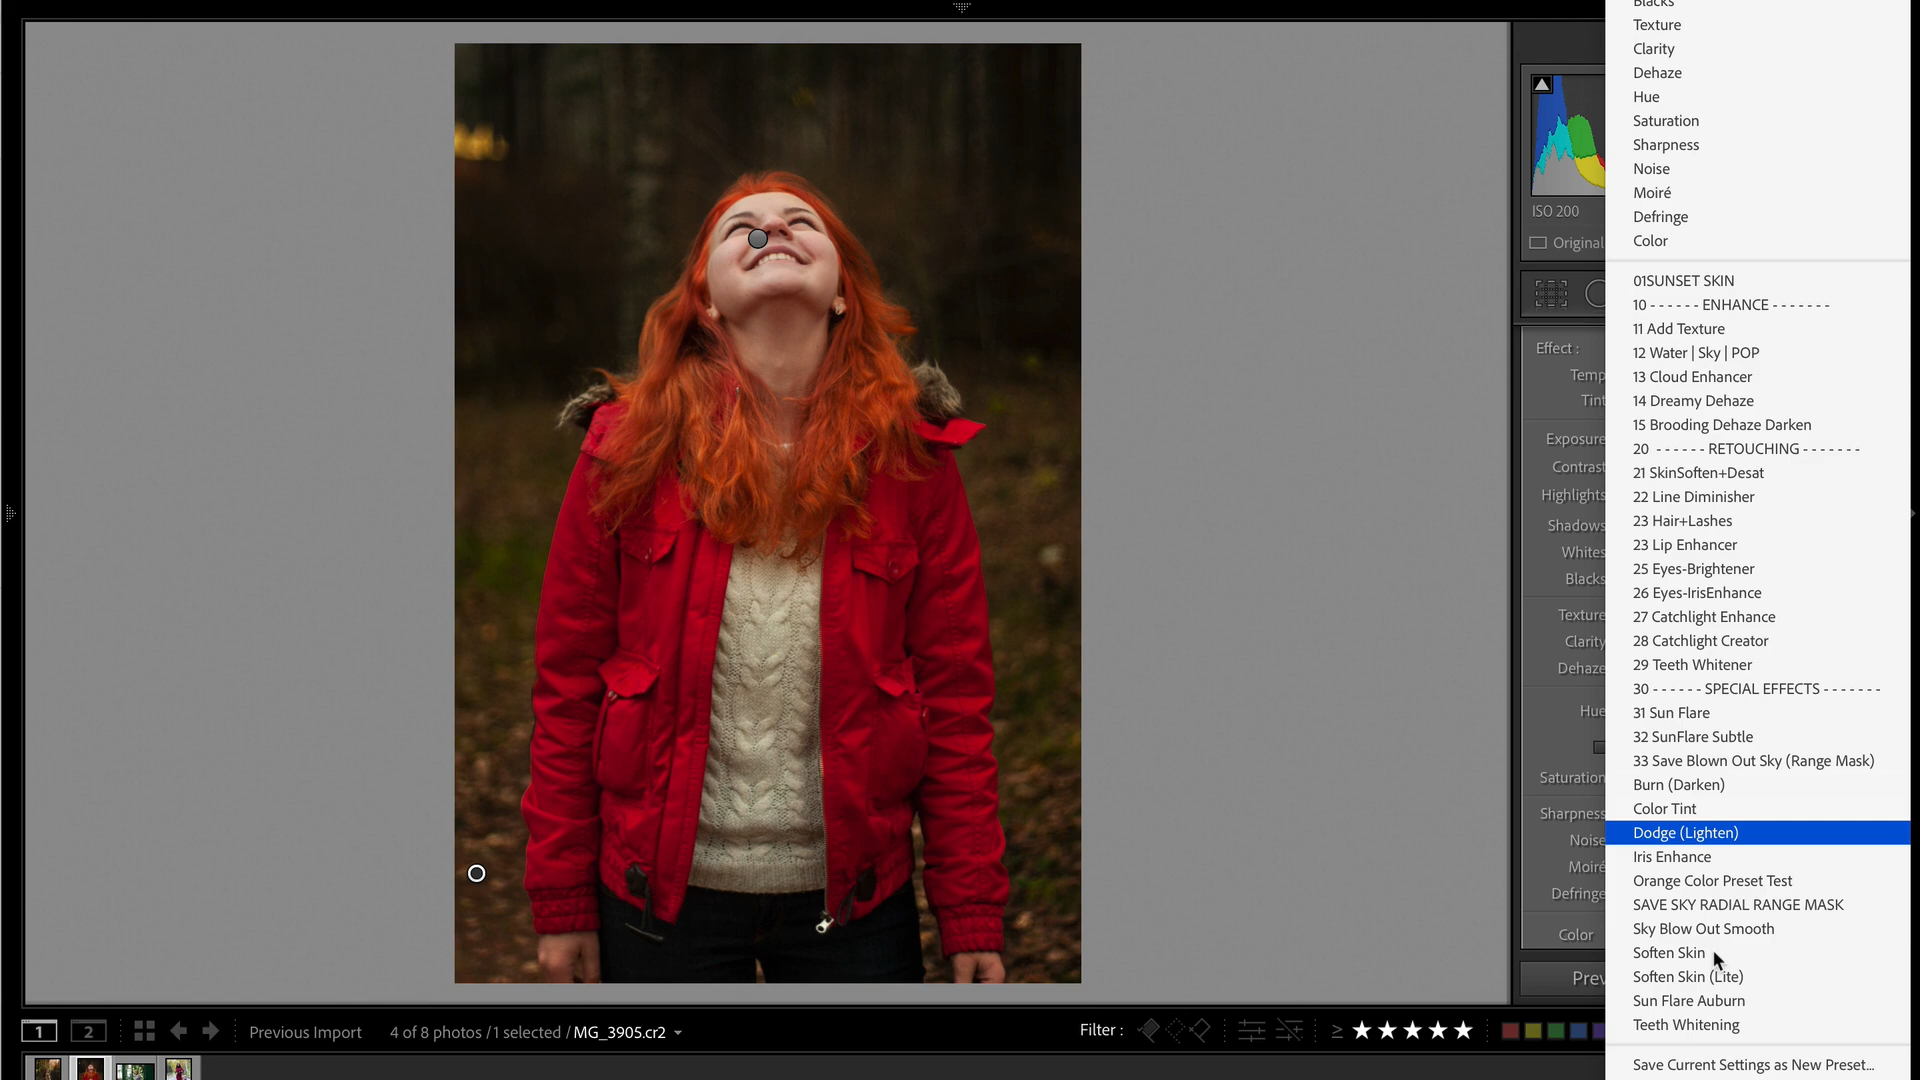 Blacks
Texture
Clarity
Dehaze
Hue
Saturation
Sharpness
Noise
Moiré
Defringe
Color
01SUNSET SKIN
10 - - - - - - ENHANCE - - - - - - -
11 Add Texture
12 Water | Sky | POP
13 Cloud Enhancer
14 Dreamy Dehaze
15 Brooding Dehaze Darken
20 - - - - - - RETOUCHING - - - - - - -
21 SkinSoften+Desat
22 Line Diminisher
23 Hair+Lashes
23 Lip Enhancer
25 Eyes-Brightener
26 Eyes-IrisEnhance
27 Catchlight Enhance
28 Catchlight Creator
29 Teeth Whitener
30 - - - - - - SPECIAL EFFECTS - - - - - - -
31 Sun Flare
32 SunFlare Subtle
33 Save Blown Out Sky (Range Mask)
Burn (Darken)
Color Tint
Dodge (Lighten)
Iris Enhance
Orange Color Preset Test
SAVE SKY RADIAL RANGE MASK
Sky Blow Out Smooth
Soften Skin
Soften Skin (Lite)
Sun Flare Auburn
Teeth Whitening
Save Current Settings as New Preset...
ISO 200
Original
Effect :
Temp
Tint
Exposure
Contrast
Highlights
Shadows
Whites
Blacks
Texture
Clarity
Dehaze
Hue
Saturation
Sharpness
Noise
Moiré
Defringe
Color
Prev
1 2 Previous Import 4 of 8 photos /1 selected / MG_3905.cr2 Filter : ≥ ★★★★★